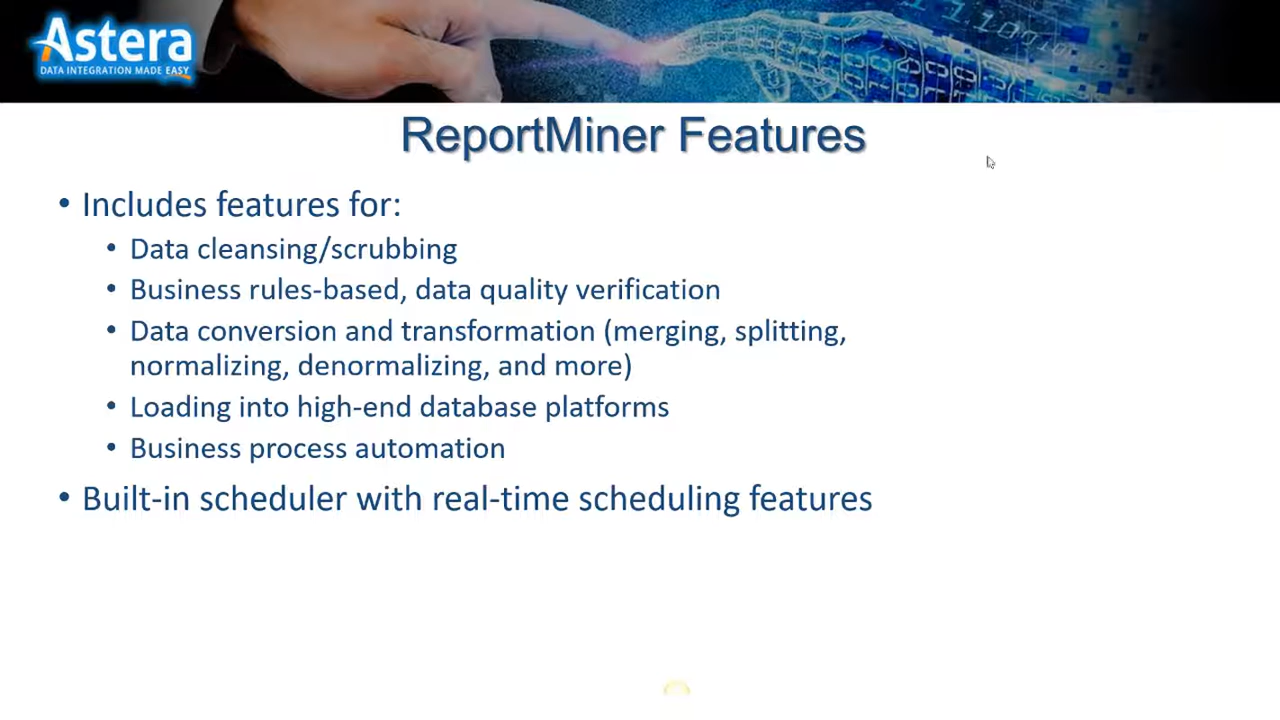 Astera
DATA INTEGRATION MADE EASY
ReportMiner Features
• Includes features for:
• Data cleansing/scrubbing
• Business rules-based, data quality verification
• Data conversion and transformation (merging, splitting,
normalizing, denormalizing, and more)
• Loading into high-end database platforms
• Business process automation
• Built-in scheduler with real-time scheduling features